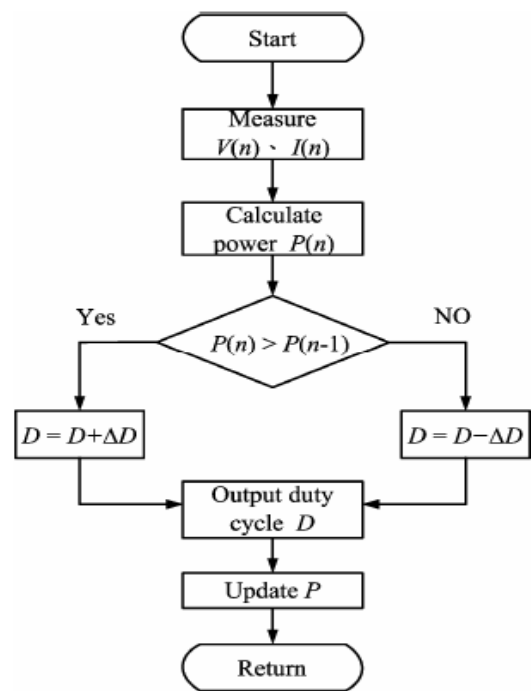 Start
Measure
V(n)、I(n)
Calculate
power P(n)
Yes
NO
P(n) > P(n-1)
D = D+ΔD
D = D−ΔD
Output duty
cycle D
Update P
Return